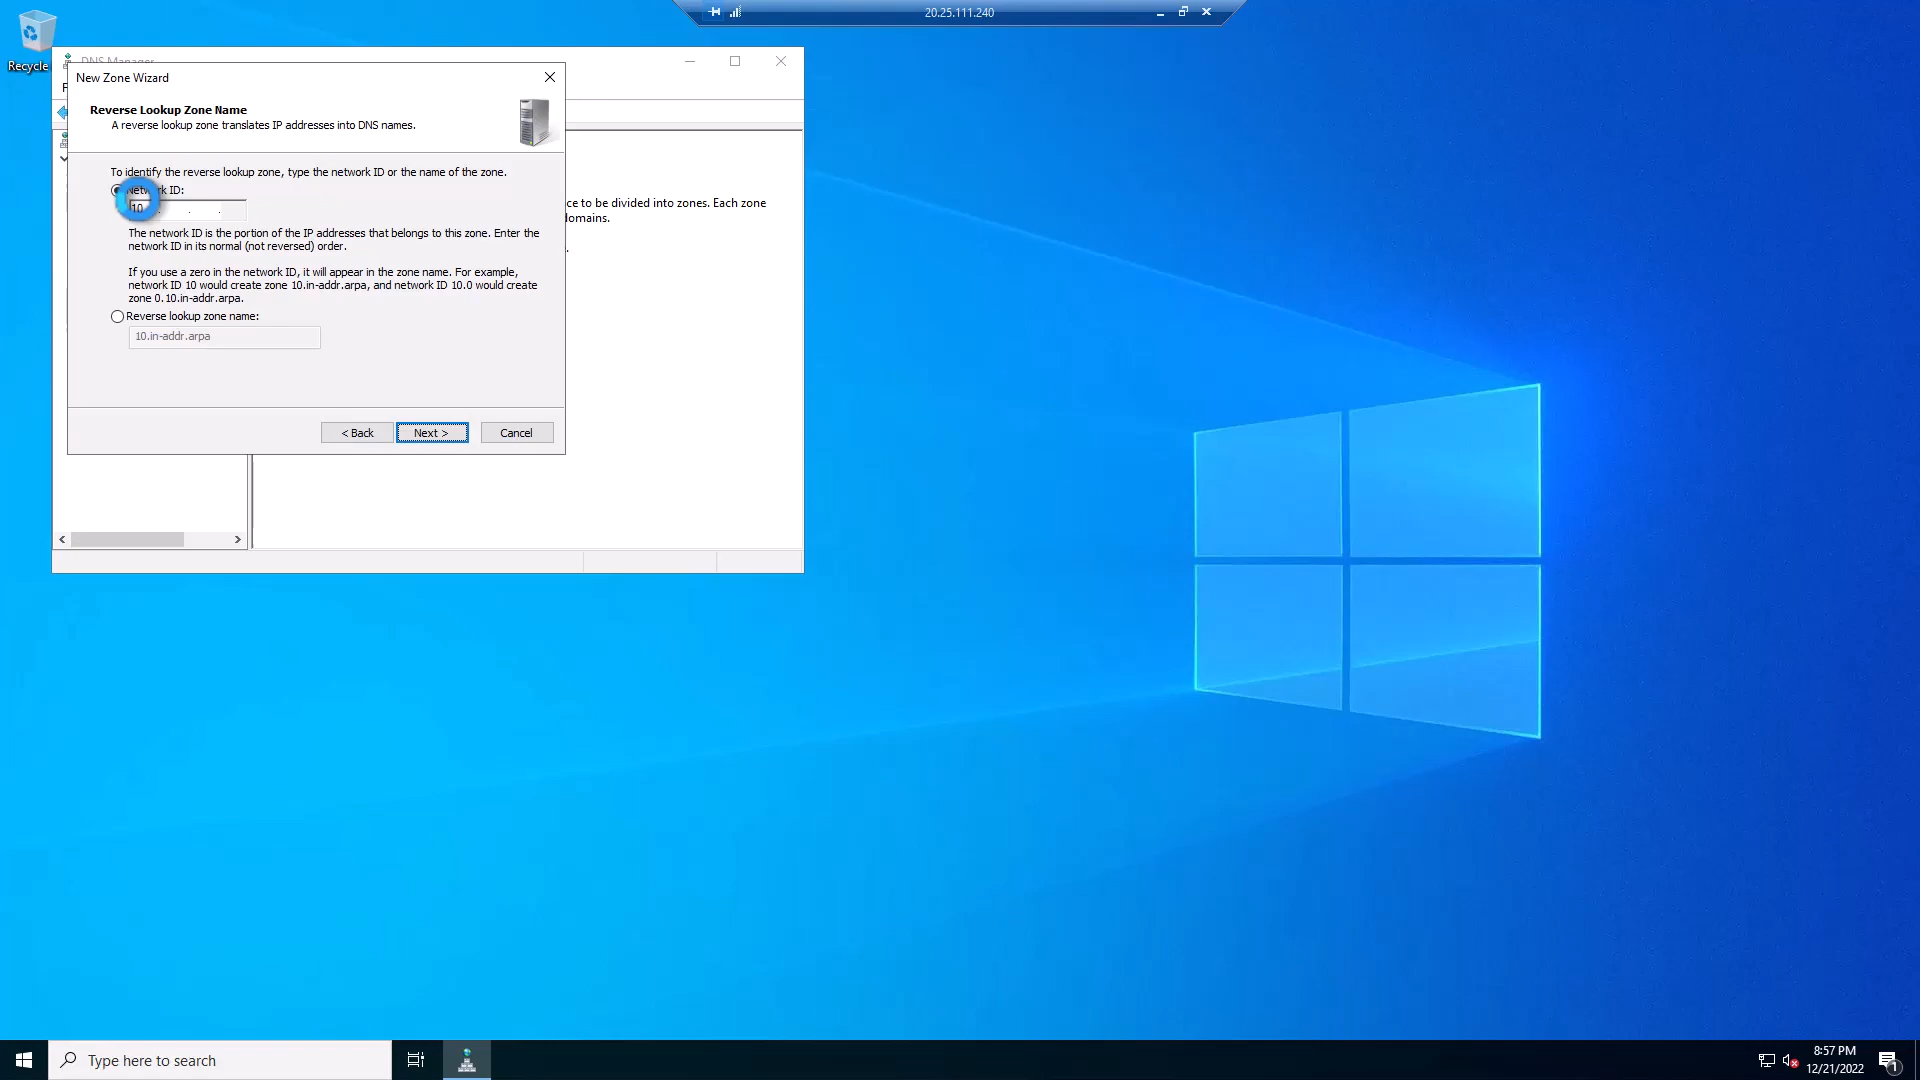 20.25.111.240
Recycle
DNS Manager
New Zone Wizard
Reverse Lookup Zone Name
A reverse lookup zone translates IP addresses into DNS names.
To identify the reverse lookup zone, type the network ID or the name of the zone.
Network ID:
10 . . .
The network ID is the portion of the IP addresses that belongs to this zone. Enter the
network ID in its normal (not reversed) order.
If you use a zero in the network ID, it will appear in the zone name. For example,
network ID 10 would create zone 10.in-addr.arpa, and network ID 10.0 would create
zone 0.10.in-addr.arpa.
Reverse lookup zone name:
10.in-addr.arpa
< Back
Next >
Cancel
ce to be divided into zones. Each zone
domains.
Type here to search
8:57 PM
12/21/2022
1